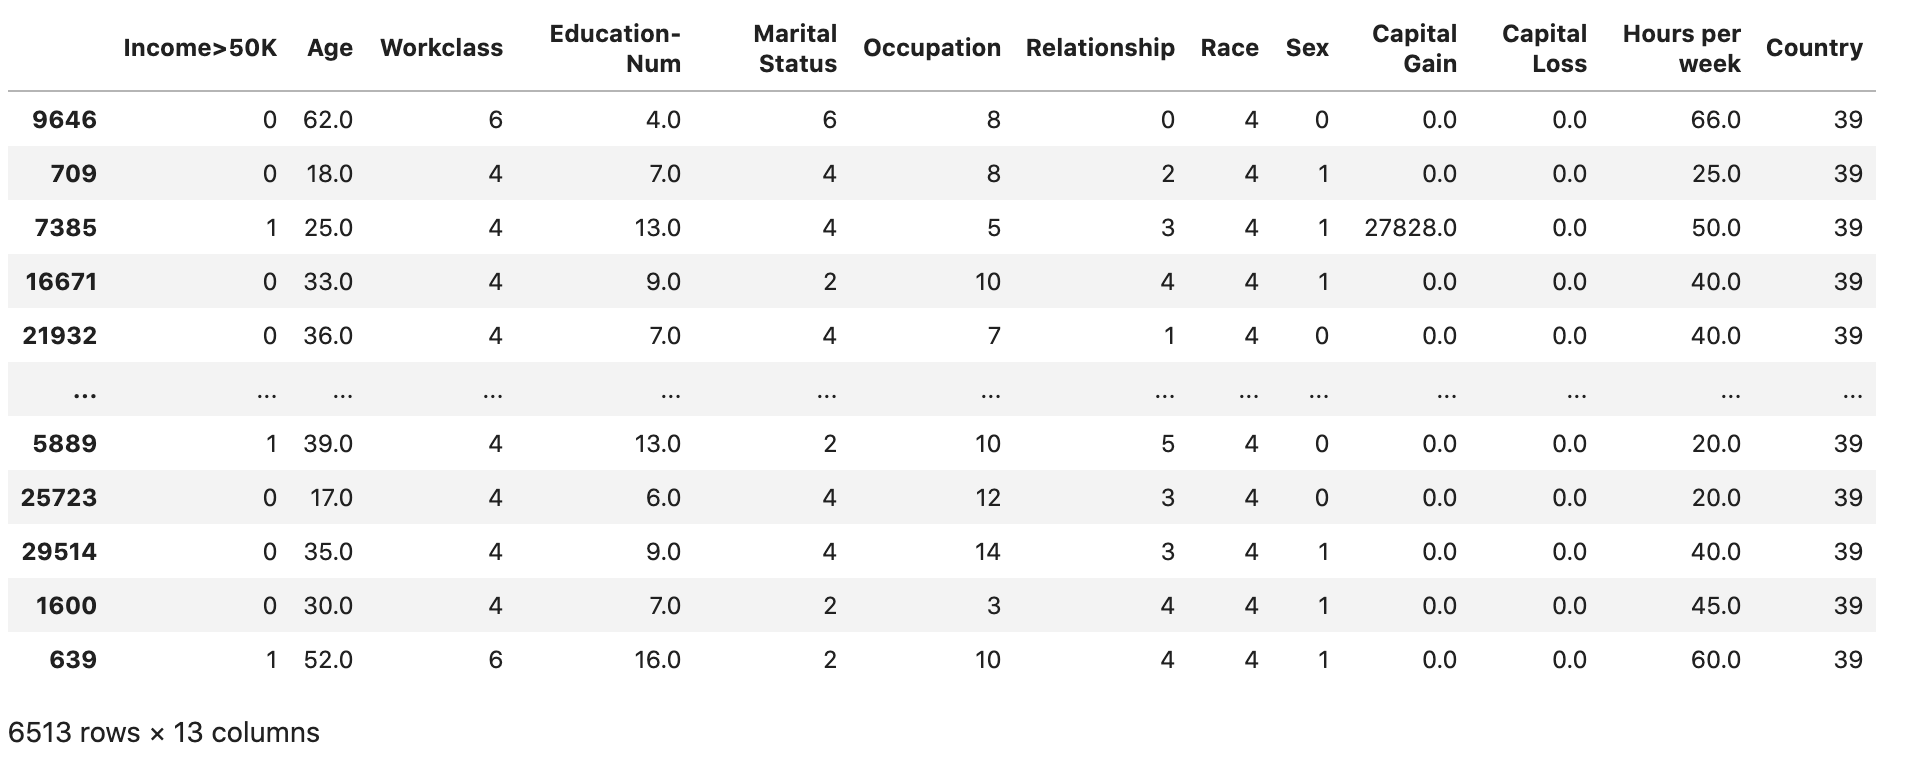 Income>50K Age Workclass Education-Num Marital Status Occupation Relationship Race Sex Capital Gain Capital Loss Hours per week Country
9646 0 62.0 6 4.0 6 8 0 4 0 0.0 0.0 66.0 39
709 0 18.0 4 7.0 4 8 2 4 1 0.0 0.0 25.0 39
7385 1 25.0 4 13.0 4 5 3 4 1 27828.0 0.0 50.0 39
16671 0 33.0 4 9.0 2 10 4 4 1 0.0 0.0 40.0 39
21932 0 36.0 4 7.0 4 7 1 4 0 0.0 0.0 40.0 39
... ... ... ... ... ... ... ... ... ... ... ... ... ...
5889 1 39.0 4 13.0 2 10 5 4 0 0.0 0.0 20.0 39
25723 0 17.0 4 6.0 4 12 3 4 0 0.0 0.0 20.0 39
29514 0 35.0 4 9.0 4 14 3 4 1 0.0 0.0 40.0 39
1600 0 30.0 4 7.0 2 3 4 4 1 0.0 0.0 45.0 39
639 1 52.0 6 16.0 2 10 4 4 1 0.0 0.0 60.0 39
6513 rows × 13 columns